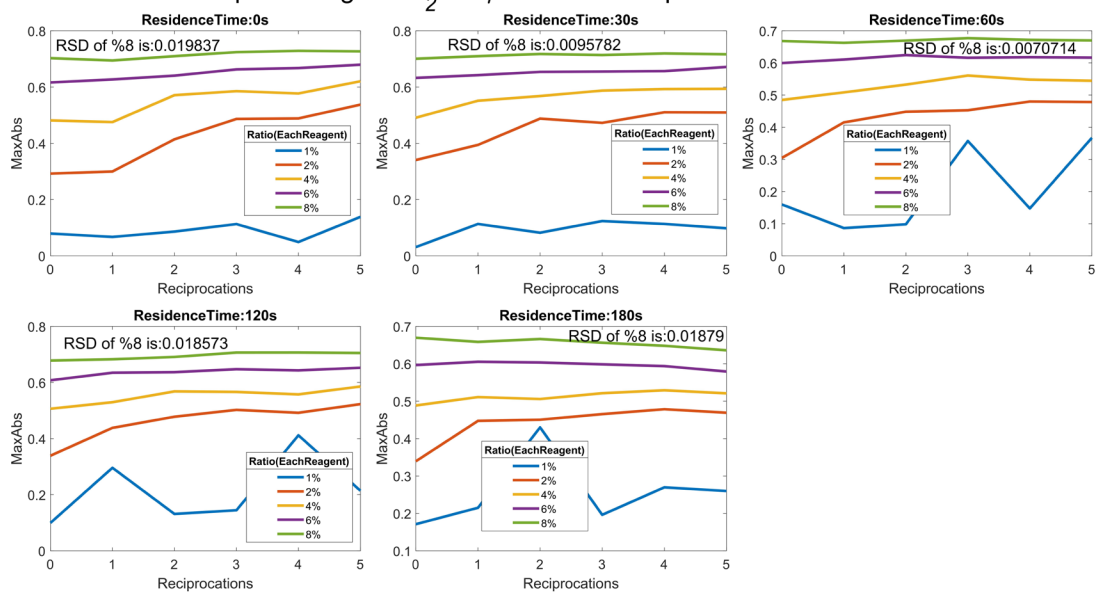 2
ResidenceTime:0s
0.8
0.6
0.4
0.2
0
MaxAbs
RSD of %8 is:0.019837
Ratio(EachReagent)
1%
2%
4%
6%
8%
0 1 2 3 4 5
Reciprocations
ResidenceTime:30s
0.8
0.6
0.4
0.2
0
MaxAbs
RSD of %8 is:0.0095782
Ratio(EachReagent)
1%
2%
4%
6%
8%
0 1 2 3 4 5
Reciprocations
ResidenceTime:60s
0.7
0.6
0.5
0.4
0.3
0.2
0.1
0
MaxAbs
RSD of %8 is:0.0070714
Ratio(EachReagent)
1%
2%
4%
6%
8%
0 1 2 3 4 5
Reciprocations
ResidenceTime:120s
0.8
0.6
0.4
0.2
0
MaxAbs
RSD of %8 is:0.018573
Ratio(EachReagent)
1%
2%
4%
6%
8%
0 1 2 3 4 5
Reciprocations
ResidenceTime:180s
0.7
0.6
0.5
0.4
0.3
0.2
0.1
MaxAbs
RSD of %8 is:0.01879
Ratio(EachReagent)
1%
2%
4%
6%
8%
0 1 2 3 4 5
Reciprocations